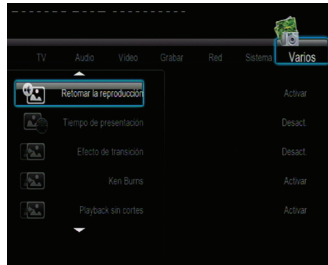 TV Audio Vídeo Grabar Red Sistema Varios
Retomar la reproducción Activar
Tiempo de presentación Desact.
Efecto de transición Desact.
Ken Burns Activar
Playback sin cortes Activar